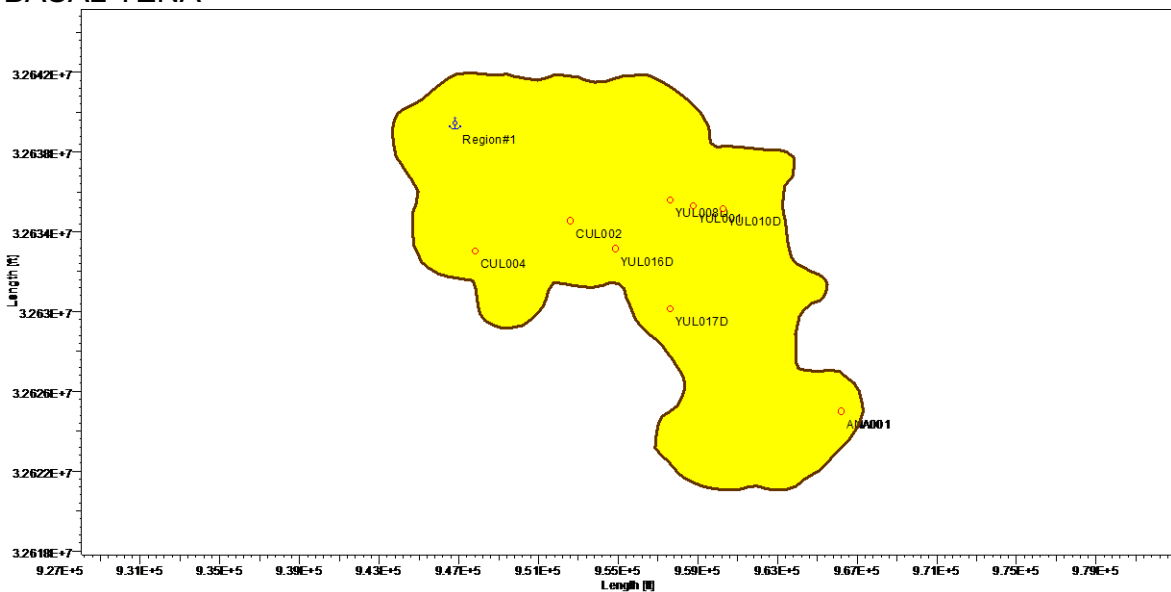 BASAL TENA
3.2642E+7
Region#1
3.2638E+7
YUL008D
YUL001
YUL010D
3.2634E+7
CUL002
YUL016D
CUL004
Length [ft]
3.263E+7
YUL017D
3.2626E+7
ANA001
3.2622E+7
3.2618E+7
9.27E+5 9.31E+5 9.35E+5 9.39E+5 9.43E+5 9.47E+5 9.51E+5 9.55E+5 9.59E+5 9.63E+5 9.67E+5 9.71E+5 9.75E+5 9.79E+5
Length [ft]